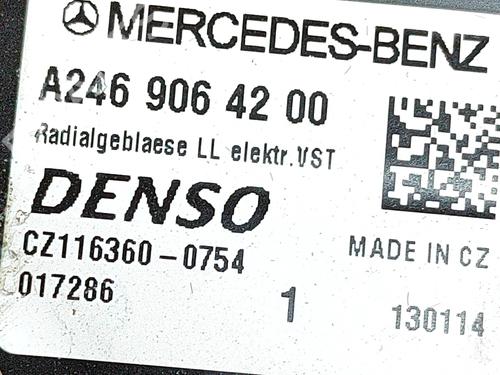 MERCEDES-BENZ
A246 906 42 00
Radialgeblaese LL elektr.VST
DENSO
CZ116360-0754
MADE IN CZ
017286
1
130114